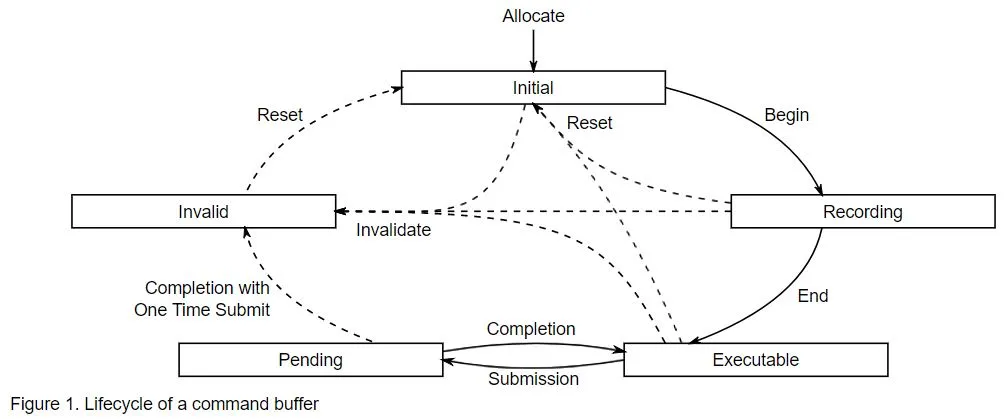 Allocate
Initial
Reset
Reset
Begin
Invalid
Invalidate
Recording
Completion with
One Time Submit
End
Completion
Pending
Executable
Submission
Figure 1. Lifecycle of a command buffer